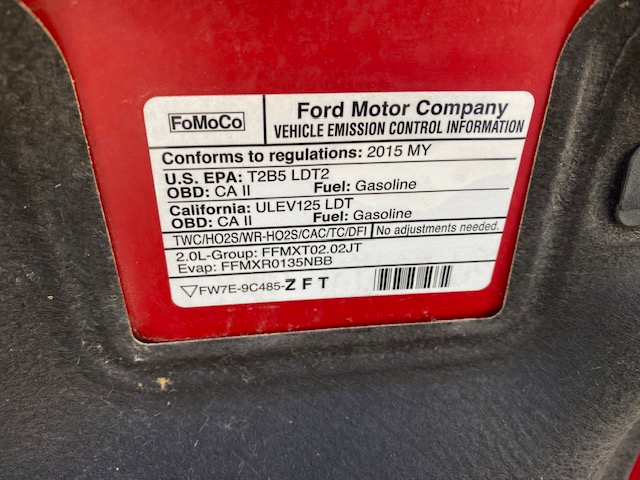 FoMoCo
Ford Motor Company
VEHICLE EMISSION CONTROL INFORMATION
Conforms to regulations: 2015 MY
U.S. EPA: T2B5 LDT2
OBD: CA II Fuel: Gasoline
California: ULEV125 LDT
OBD: CA II Fuel: Gasoline
TWC/HO2S/WR-HO2S/CAC/TC/DFI No adjustments needed.
2.0L-Group: FFMXT02.02JT
Evap: FFMXR0135NBB
FW7E-9C485-Z F T